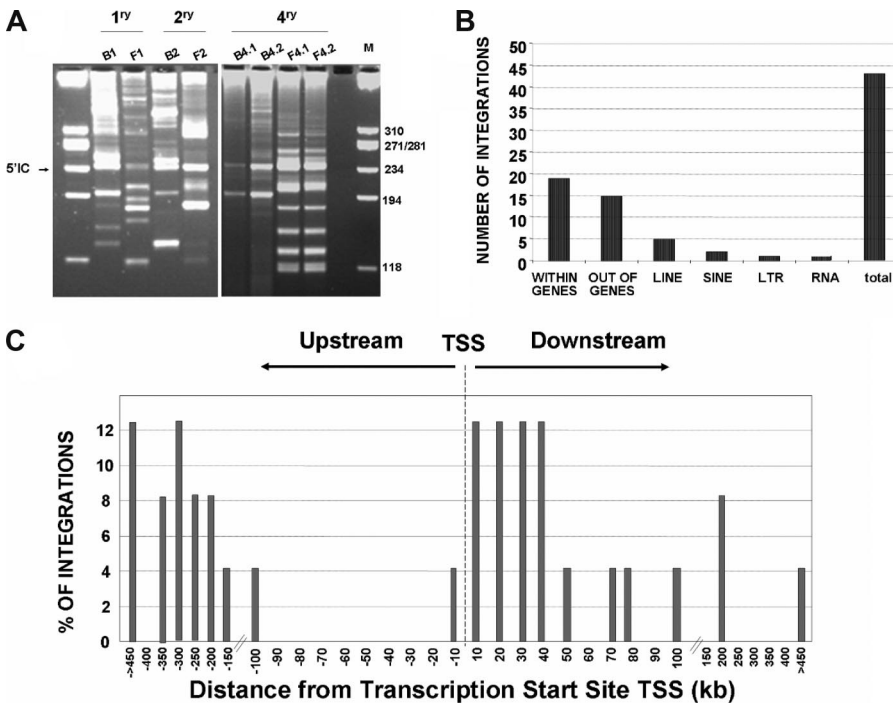 A
1ry 2ry 4ry
B1 F1 B2 F2 B4.1 B4.2 F4.1 F4.2 M
310
271/281
5'IC → 234
194
118
B
NUMBER OF INTEGRATIONS
50
45
40
35
30
25
20
15
10
5
0
WITHIN GENES
OUT OF GENES
LINE
SINE
LTR
RNA
total
C
Upstream TSS Downstream
% OF INTEGRATIONS
12
10
8
6
4
2
0
->450 -400 -350 -300 -250 -200 -150 -100 -90 -80 -70 -60 -50 -40 -30 -20 -10 10 20 30 40 50 60 70 80 90 100 150 200 250 300 350 400 >450
Distance from Transcription Start Site TSS (kb)